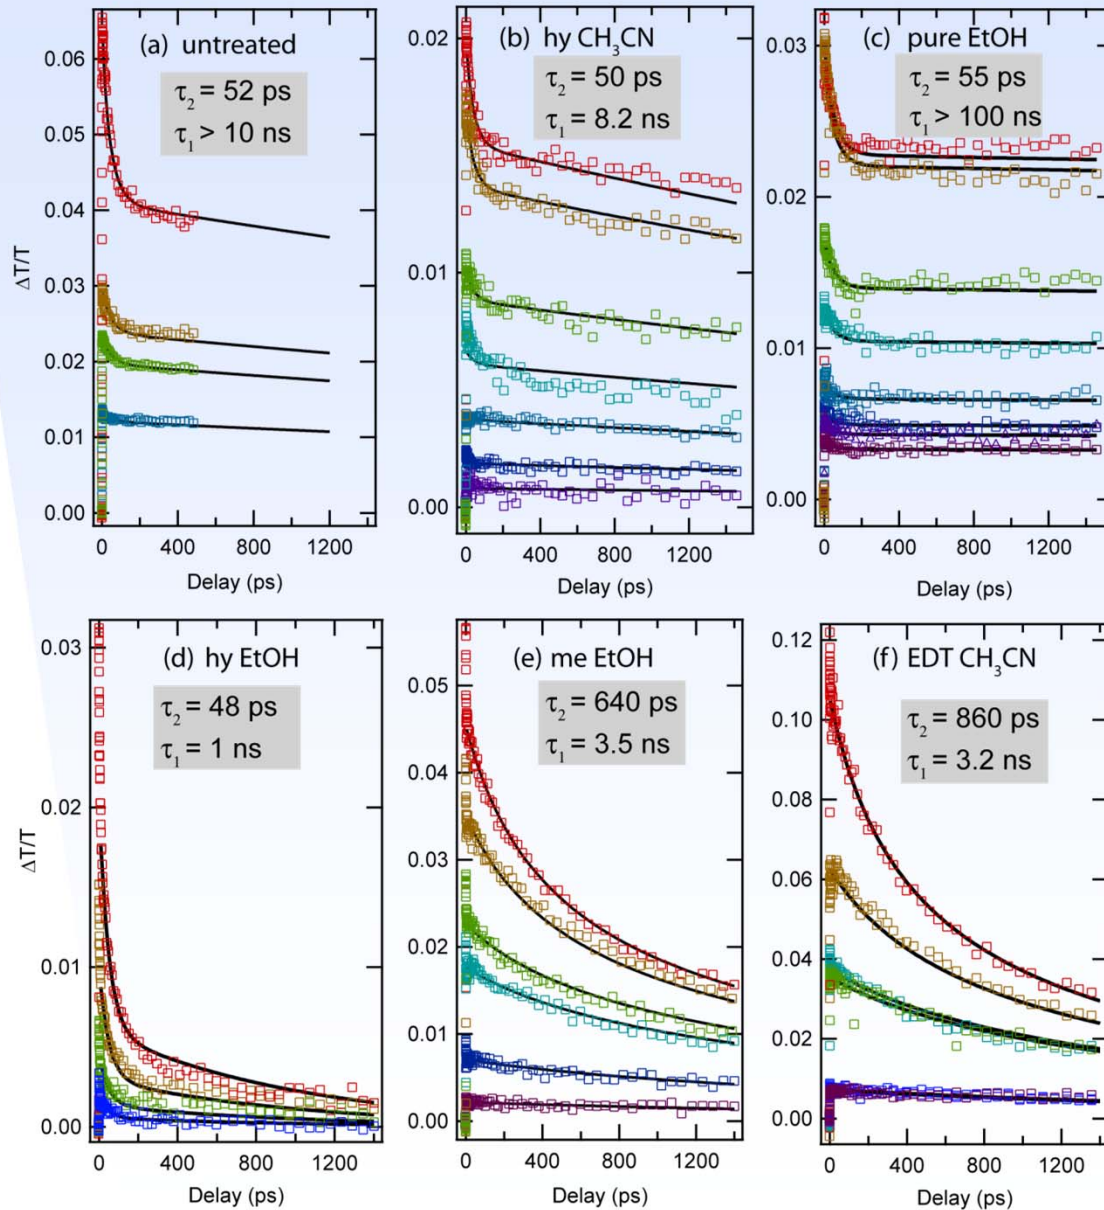 (a) untreated
τ₂ = 52 ps
τ₁ > 10 ns
ΔT/T
0.06
0.05
0.04
0.03
0.02
0.01
0.00
0
400
800
1200
Delay (ps)
(b) hy CH₃CN
τ₂ = 50 ps
τ₁ = 8.2 ns
0.02
0.01
0.00
0
400
800
1200
Delay (ps)
(c) pure EtOH
τ₂ = 55 ps
τ₁ > 100 ns
0.03
0.02
0.01
0.00
0
400
800
1200
Delay (ps)
(d) hy EtOH
τ₂ = 48 ps
τ₁ = 1 ns
ΔT/T
0.03
0.02
0.01
0.00
0
400
800
1200
Delay (ps)
(e) me EtOH
τ₂ = 640 ps
τ₁ = 3.5 ns
0.05
0.04
0.03
0.02
0.01
0.00
0
400
800
1200
Delay (ps)
(f) EDT CH₃CN
τ₂ = 860 ps
τ₁ = 3.2 ns
0.12
0.10
0.08
0.06
0.04
0.02
0.00
0
400
800
1200
Delay (ps)